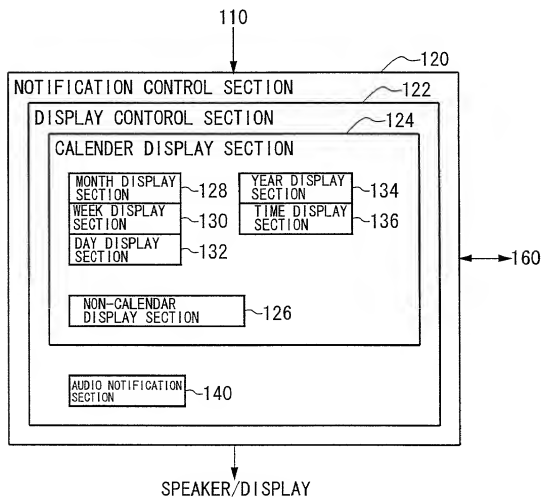 110
120
NOTIFICATION CONTROL SECTION
122
DISPLAY CONTOROL SECTION
124
CALENDER DISPLAY SECTION
MONTH DISPLAY
SECTION
128
YEAR DISPLAY
SECTION
134
WEEK DISPLAY
SECTION
130
TIME DISPLAY
SECTION
136
DAY DISPLAY
SECTION
132
160
NON-CALENDAR
DISPLAY SECTION
126
AUDIO NOTIFICATION
SECTION
140
SPEAKER/DISPLAY